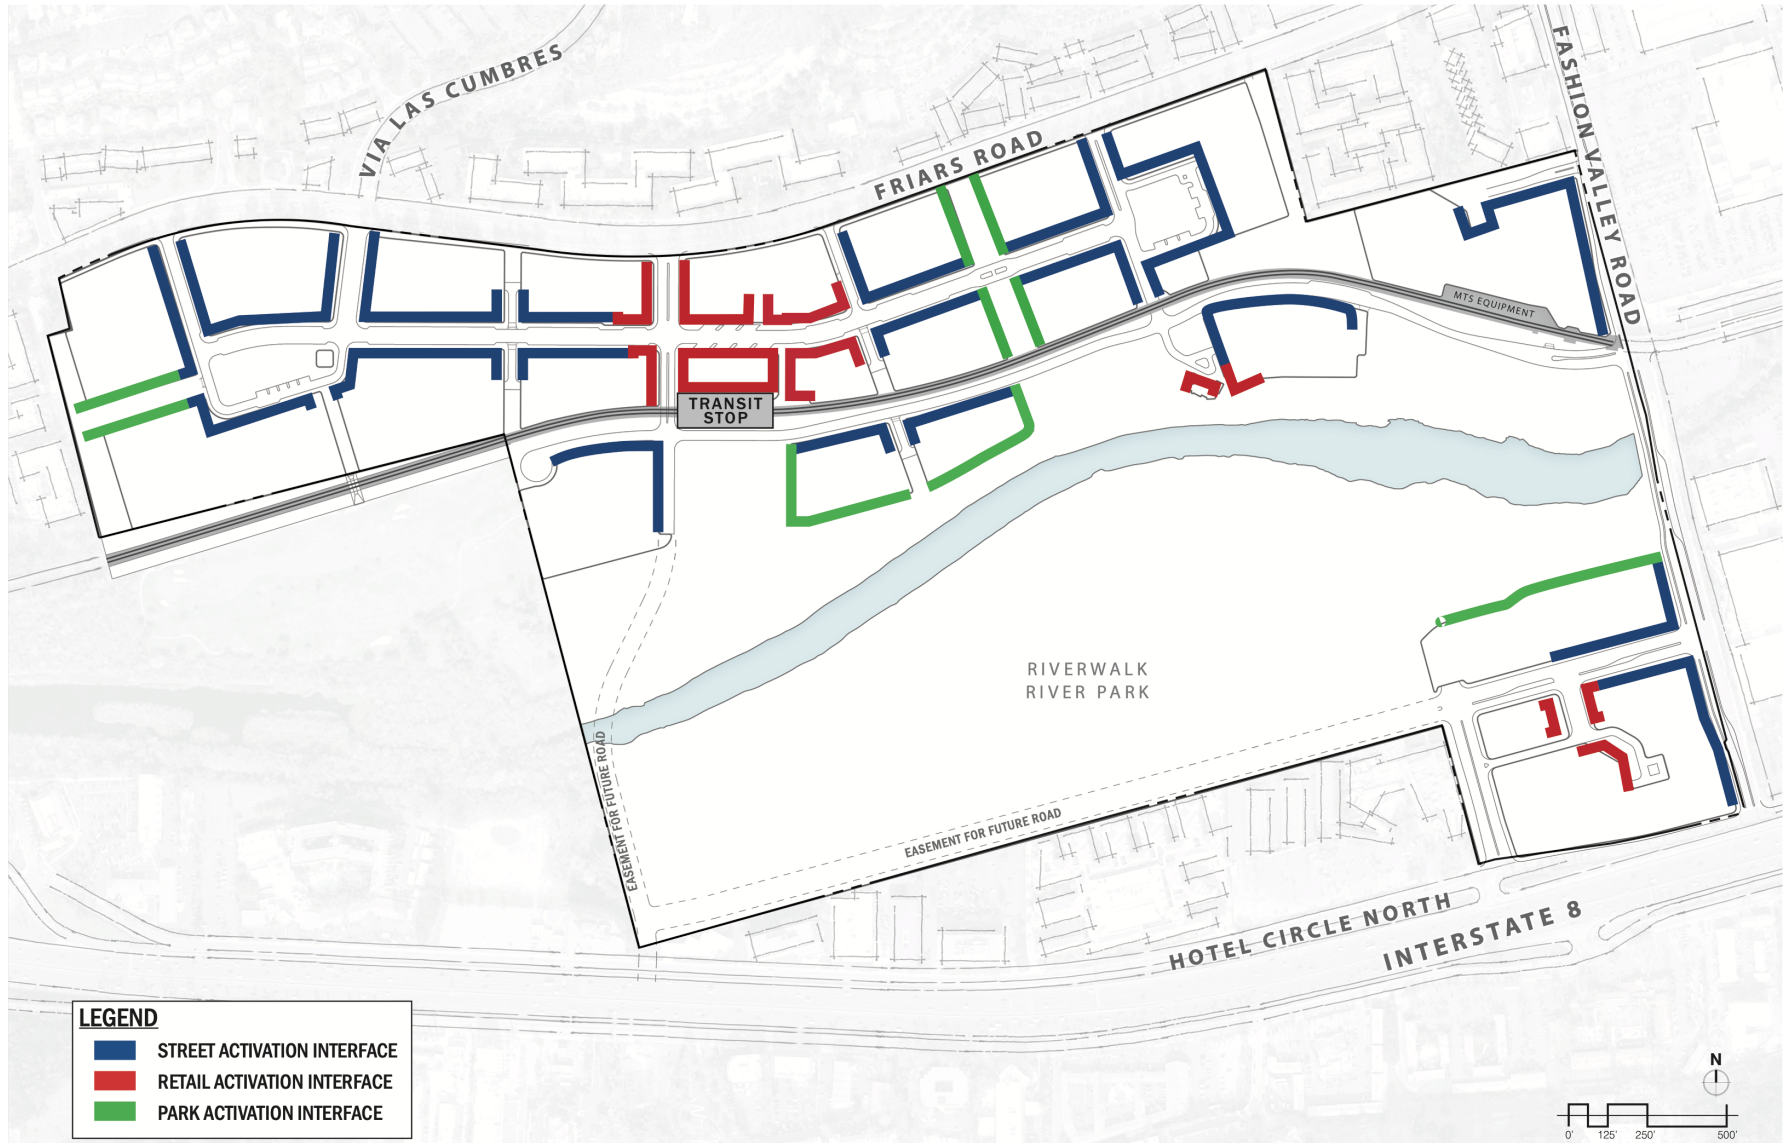 VIA LAS CUMBRES
FRIARS ROAD
FASHION VALLEY ROAD
MTS EQUIPMENT
TRANSIT
STOP
RIVERWALK
RIVER PARK
EASEMENT FOR FUTURE ROAD
EASEMENT FOR FUTURE ROAD
HOTEL CIRCLE NORTH
INTERSTATE 8
LEGEND
STREET ACTIVATION INTERFACE
RETAIL ACTIVATION INTERFACE
PARK ACTIVATION INTERFACE
N
0' 125' 250' 500'